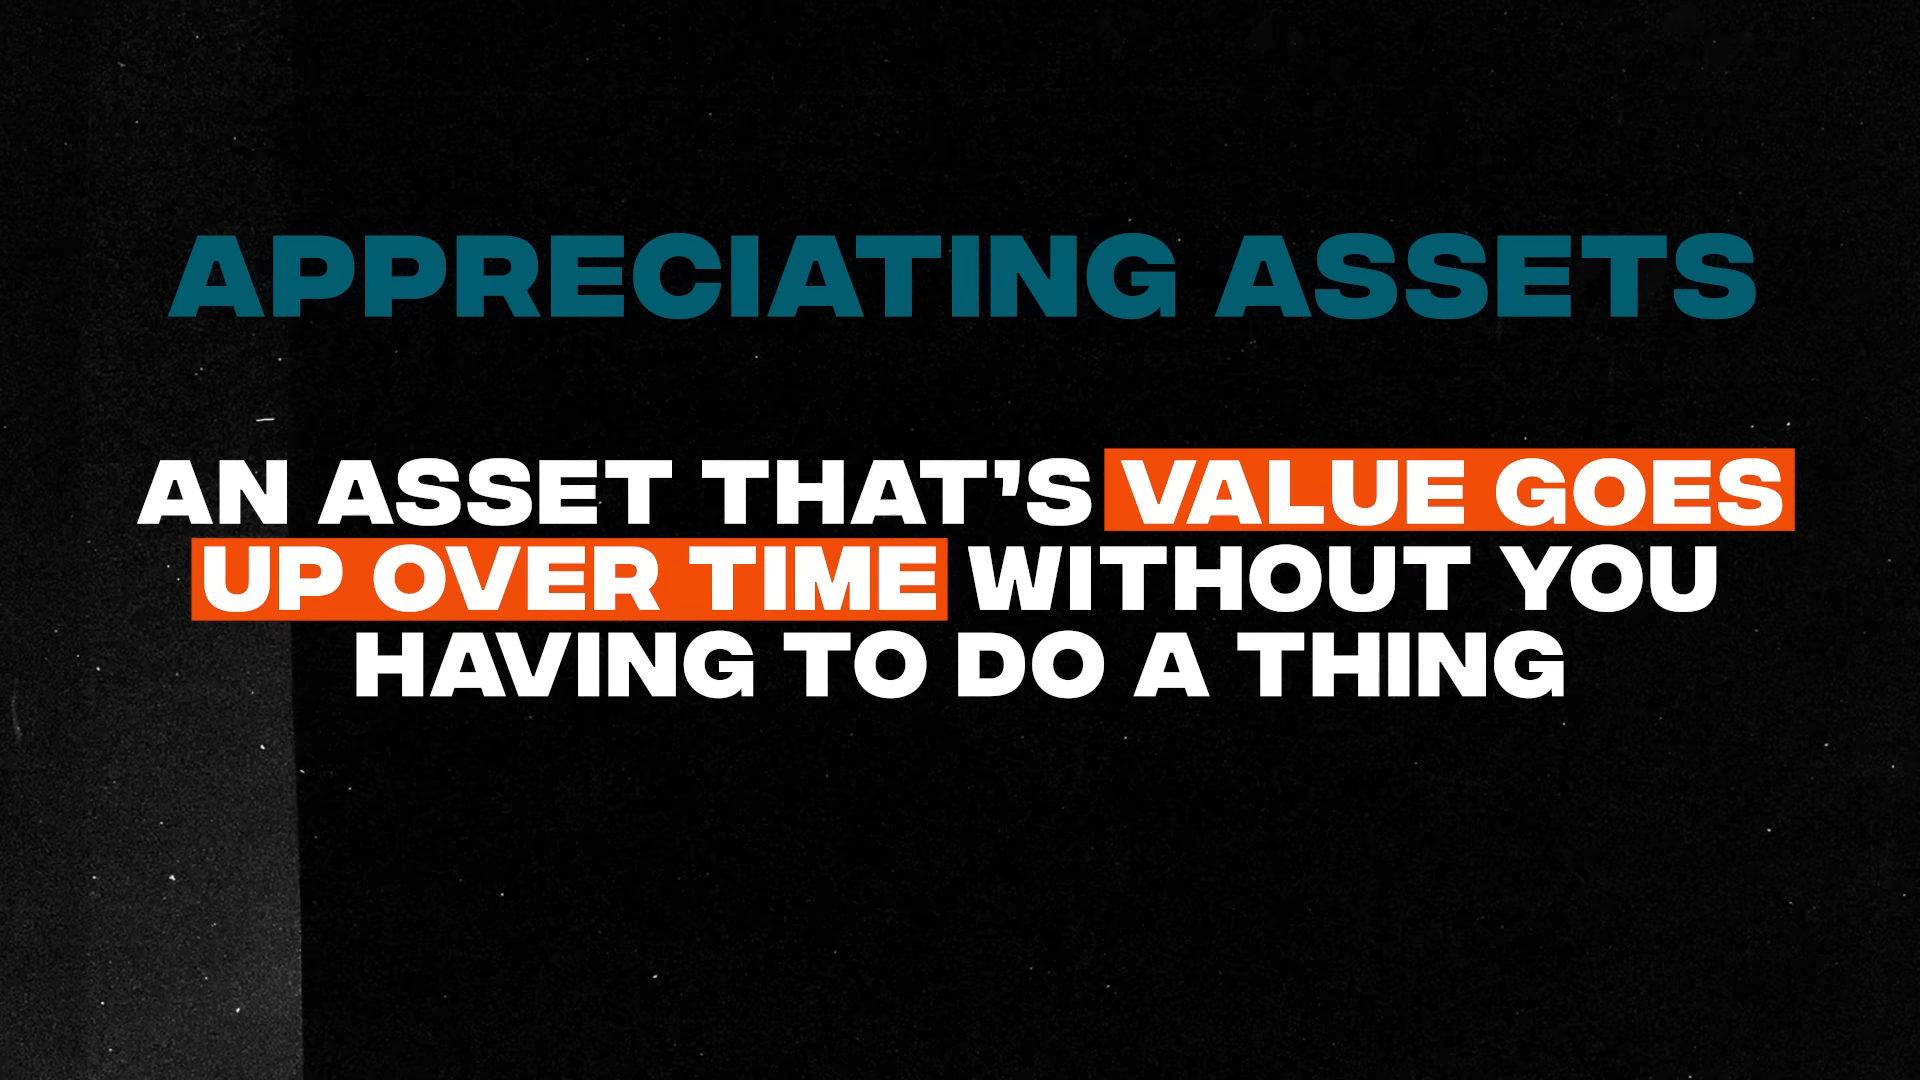 APPRECIATING ASSETS
AN ASSET THAT'S VALUE GOES
UP OVER TIME WITHOUT YOU
HAVING TO DO A THING